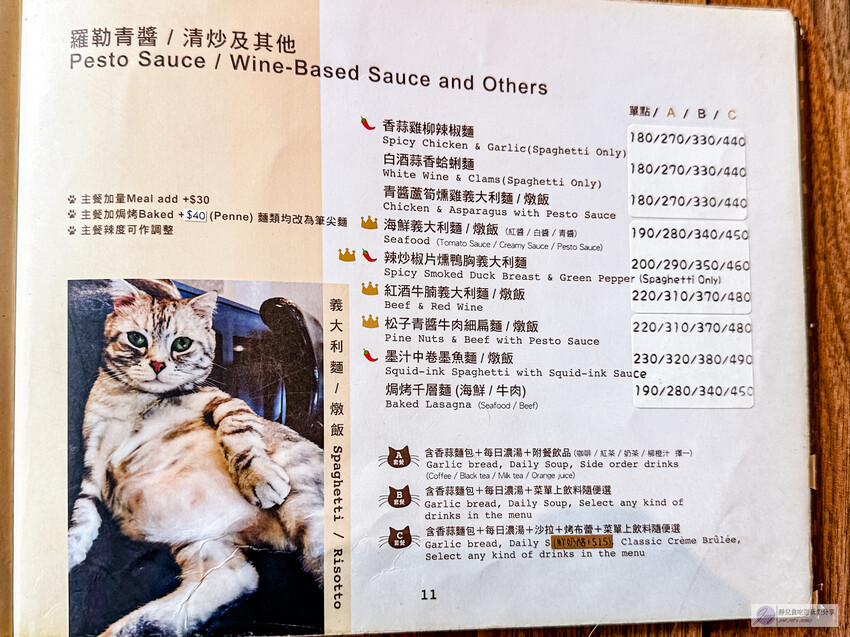 羅勒青醬 / 清炒及其他
Pesto Sauce / Wine-Based Sauce and Others
單點 / A / B / C
香蒜雞柳辣椒麵
Spicy Chicken & Garlic(Spaghetti Only)
180/270/330/440
白酒蒜香蛤蜊麵
White Wine & Clams(Spaghetti Only)
180/270/330/440
青醬蘆筍燻雞義大利麵 / 燉飯
Chicken & Asparagus with Pesto Sauce
180/270/330/440
海鮮義大利麵 / 燉飯 (紅醬 / 白醬 / 青醬)
Seafood (Tomato Sauce / Creamy Sauce / Pesto Sauce)
190/280/340/450
辣炒椒片燻鴨胸義大利麵
Spicy Smoked Duck Breast & Green Pepper (Spaghetti Only)
200/290/350/460
紅酒牛腩義大利麵 / 燉飯
Beef & Red Wine
220/310/370/480
松子青醬牛肉細扁麵 / 燉飯
Pine Nuts & Beef with Pesto Sauce
220/310/370/480
墨汁中卷墨魚麵 / 燉飯
Squid-ink Spaghetti with Squid-ink Sauce
230/320/380/490
焗烤千層麵 (海鮮 / 牛肉)
Baked Lasagna (Seafood / Beef)
190/280/340/450
主餐加量Meal add +$30
主餐加焗烤Baked +$40 (Penne) 麵類均改為筆尖麵
主餐辣度可作調整
義大利麵 / 燉飯 Spaghetti / Risotto
A
套餐
含香蒜麵包+每日濃湯+附餐飲品 (咖啡 / 紅茶 / 奶茶 / 柳橙汁 擇一)
Garlic bread, Daily Soup, Side order drinks
(Coffee / Black tea / Milk tea / Orange juice)
B
套餐
含香蒜麵包+每日濃湯+菜單上飲料隨便選
Garlic bread, Daily Soup, Select any kind of
drinks in the menu
C
套餐
含香蒜麵包+每日濃湯+沙拉+烤布蕾+菜單上飲料隨便選
Garlic bread, Daily S Classic Crème Brûlée,
Select any kind of drinks in the menu
11